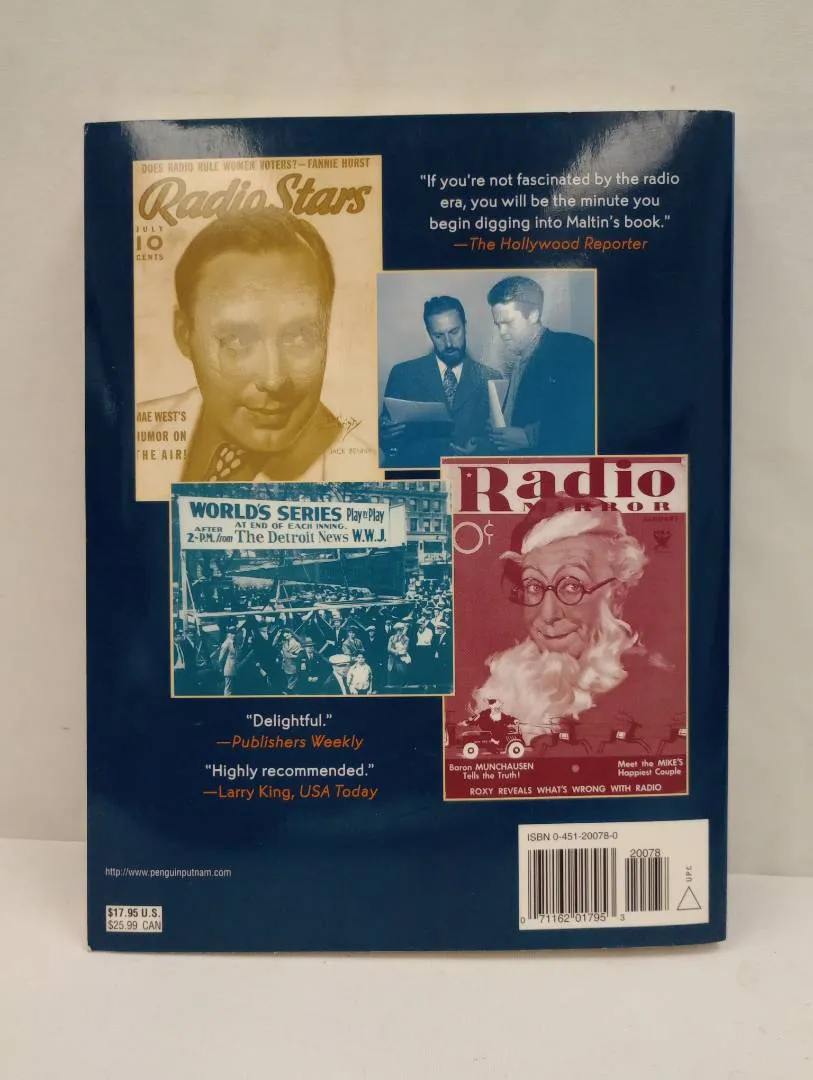 DOES RADIO RULE WOMEN VOTERS?—FANNIE HURST
Radio Stars
JULY
10
CENTS
MAE WEST'S
HUMOR ON
THE AIR!
JACK BENNY
"If you're not fascinated by the radio
era, you will be the minute you
begin digging into Maltin's book."
—The Hollywood Reporter
WORLD'S SERIES Play by Play
AFTER AT END OF EACH INNING.
2-P.M. from The Detroit News W.W.J.
Radio
MIRROR
JANUARY
0¢
Baron MUNCHAUSEN
Tells the Truth!
Meet the MIKE'S
Happiest Couple
ROXY REVEALS WHAT'S WRONG WITH RADIO
"Delightful."
—Publishers Weekly
"Highly recommended."
—Larry King, USA Today
http://www.penguinputnam.com
$17.95 U.S.
$25.99 CAN
ISBN 0-451-20078-0
20078
0 71162 01795 3
UPC